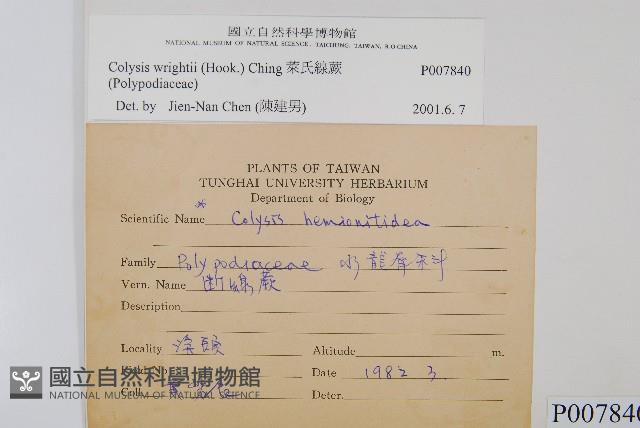 國立自然科學博物館
NATIONAL MUSEUM OF NATURAL SCIENCE, TAICHUNG, TAIWAN, R.O.CHINA
Colysis wrightii (Hook.) Ching 萊氏線蕨 P007840
(Polypodiaceae)
Det. by Jien-Nan Chen (陳建男) 2001.6.7
PLANTS OF TAIWAN
TUNGHAI UNIVERSITY HERBARIUM
Department of Biology
Scientific Name * Colysis hemionitidea
Family Polypodiaceae 水龍骨科
Vern. Name 斷線蕨
Description
Locality 頭 Altitude m.
Date 1982 3.
Coll. Deter.
國立自然科學博物館
NATIONAL MUSEUM OF NATURAL SCIENCE
P007840